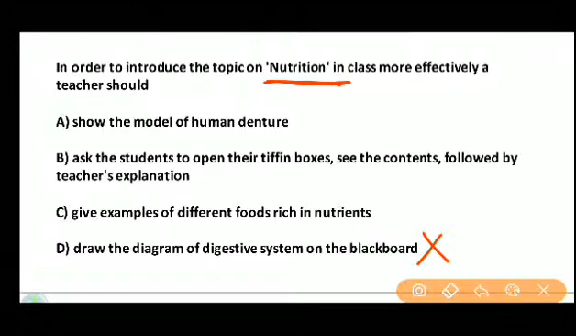 In order to introduce the topic on 'Nutrition' in class more effectively a
teacher should
A) show the model of human denture
B) ask the students to open their tiffin boxes, see the contents, followed by
teacher's explanation
C) give examples of different foods rich in nutrients
D) draw the diagram of digestive system on the blackboard